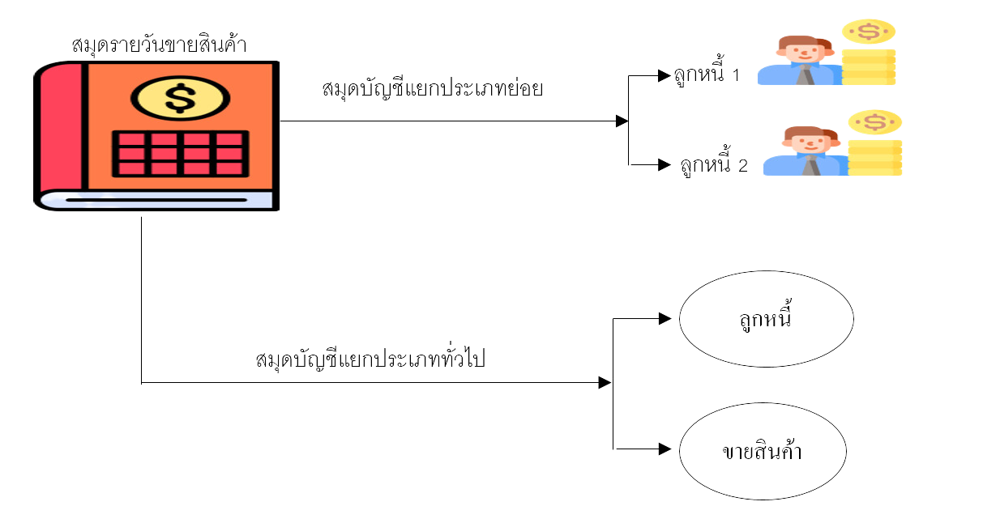 สมุดรายวันขายสินค้า
สมุดบัญชีแยกประเภทย่อย
ลูกหนี้ 1
ลูกหนี้ 2
ลูกหนี้
สมุดบัญชีแยกประเภททั่วไป
ขายสินค้า